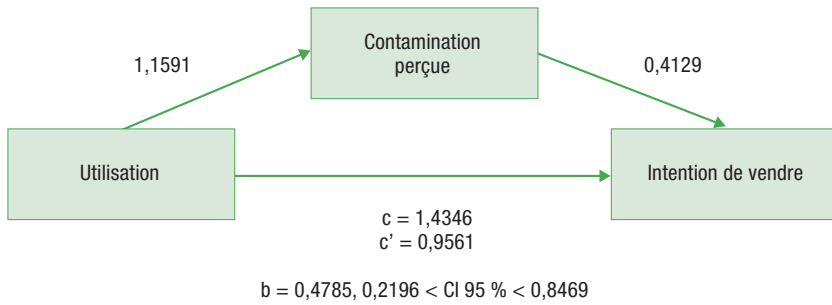 Contamination
perçue
1,1591
0,4129
Utilisation
Intention de vendre
c = 1,4346
c’ = 0,9561
b = 0,4785, 0,2196 < CI 95 % < 0,8469